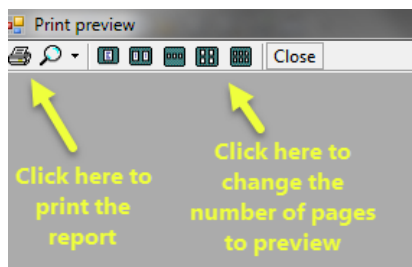 Print preview
Close
Click here to
print the
report
Click here to
change the
number of pages
to preview